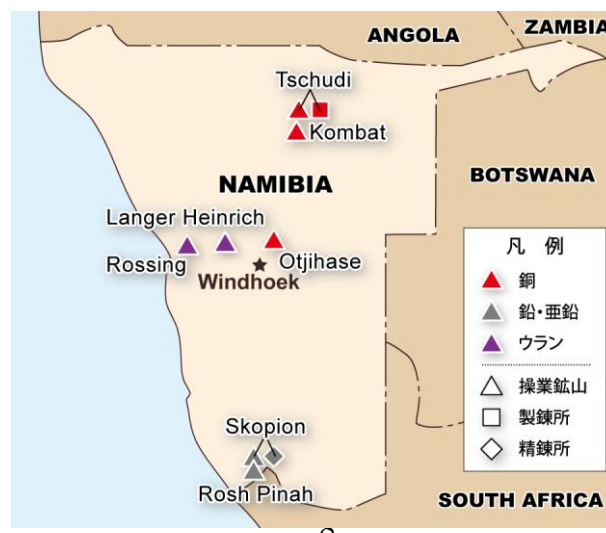 ANGOLA
ZAMBIA
Tschudi
Kombat
NAMIBIA
BOTSWANA
Langer Heinrich
Rossing
Otjihase
Windhoek
凡 例
銅
鉛・亜鉛
ウラン
操業鉱山
製錬所
精錬所
Skopion
Rosh Pinah
SOUTH AFRICA